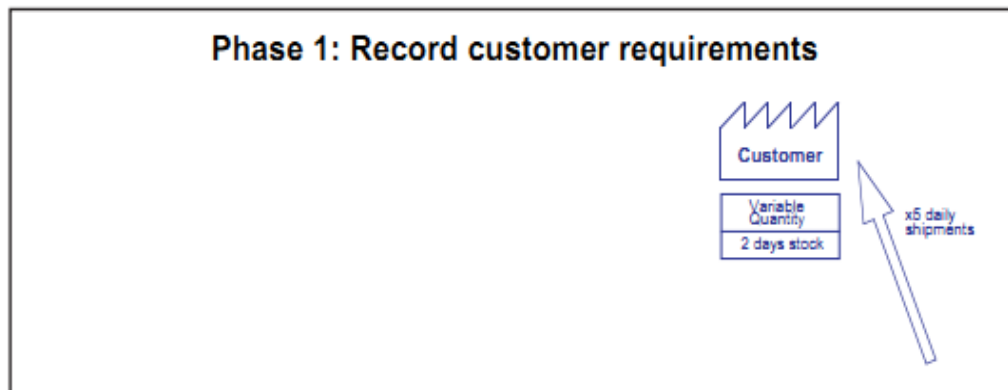 Phase 1: Record customer requirements
Customer
Variable
Quantity
2 days stock
x5 daily
shipments